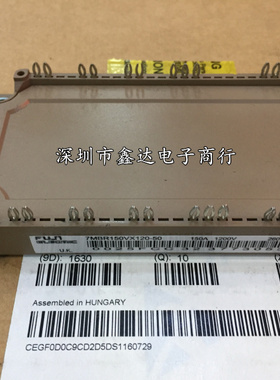 深圳市鑫达电子商行
7MBR150VX120-50
150A 1200V
(9D): 1630
(Q): 10
Assembled in HUNGARY
CEGF0D0C9CD2D5DS1160729